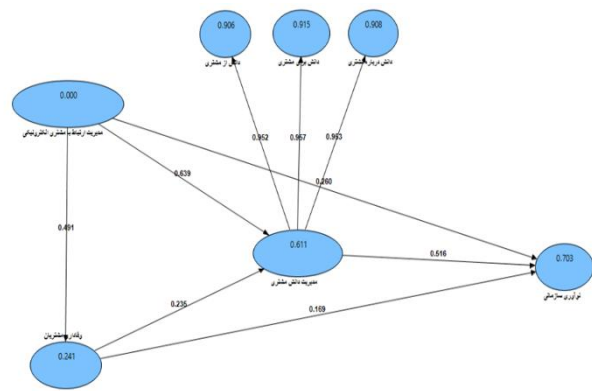 0.906
0.915
0.908
دانش از مشتری
دانش برای مشتری
دانش درباره مشتری
0.000
مدیریت ارتباط با مشتری الکترونیکی
0.952
0.957
0.953
0.639
0.260
0.491
0.611
مدیریت دانش مشتری
0.516
0.703
نوآوری سازمانی
0.235
0.169
وفاداری مشتریان
0.241